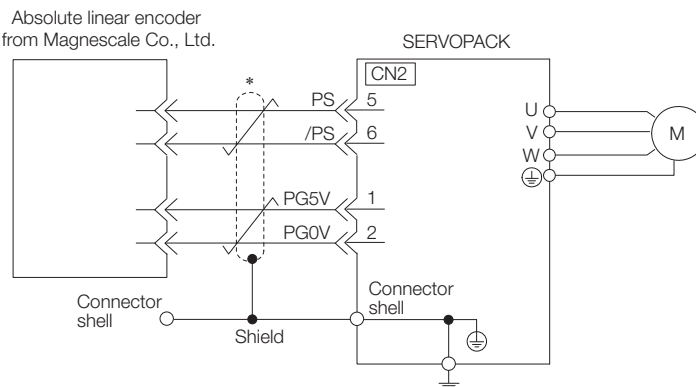 Absolute linear encoder
from Magnescale Co., Ltd.
SERVOPACK
CN2
*
PS 5
/PS 6
PG5V 1
PG0V 2
U
V
W
M
Connector
shell
Shield
Connector
shell